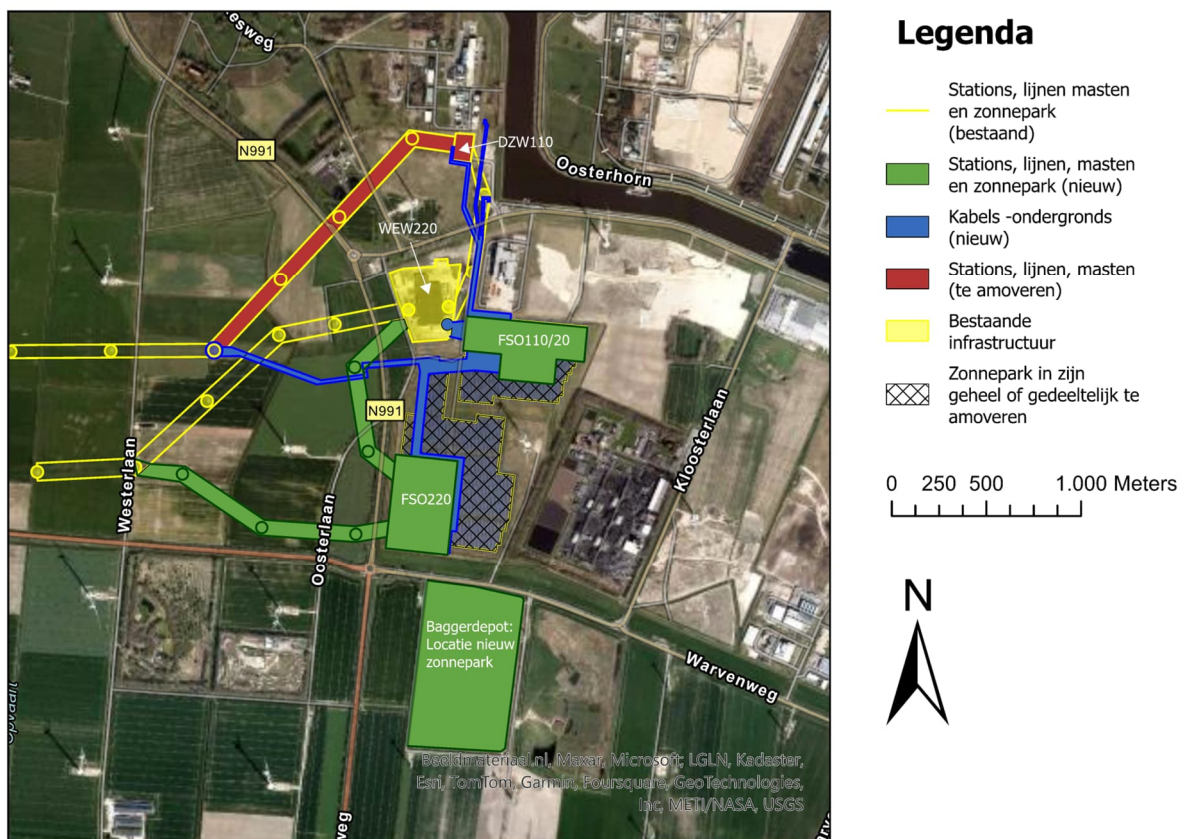 esweg
N991
DZW110
Oosterhorn
WEW220
FSO110/20
N991
Kloosterlaan
Westerlaan
FSO220
Oosterlaan
Baggerdepot:
Locatie nieuw
zonnepark
Warvenweg
Opvaart
weg
Beeldmateriaal.nl, Maxar, Microsoft, LGLN, Kadaster,
Esri, TomTom, Garmin, Foursquare, GeoTechnologies,
Inc, METI/NASA, USGS
Legenda
Stations, lijnen masten
en zonnepark
(bestaand)
Stations, lijnen, masten
en zonnepark (nieuw)
Kabels -ondergronds
(nieuw)
Stations, lijnen, masten
(te amoveren)
Bestaande
infrastructuur
Zonnepark in zijn
geheel of gedeeltelijk te
amoveren
0 250 500 1.000 Meters
N